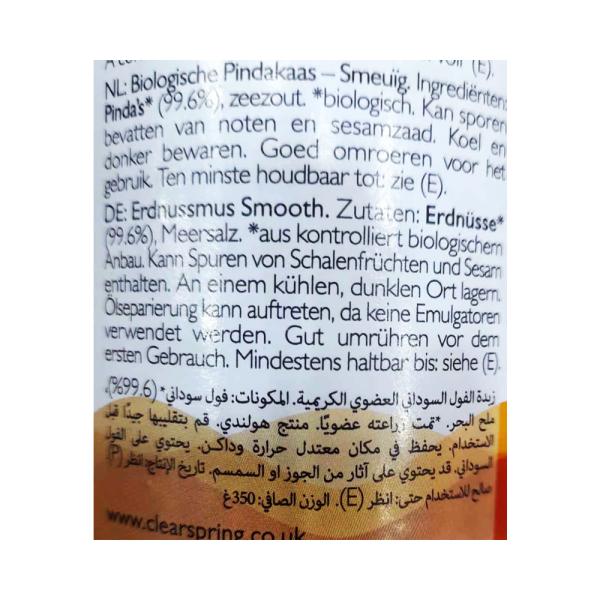 voir (E).
NL: Biologische Pindakaas – Smeuïg. Ingrediënten:
Pinda's* (99.6%), zeezout. *biologisch. Kan sporen
bevatten van noten en sesamzaad. Koel en
donker bewaren. Goed omroeren voor het
gebruik. Ten minste houdbaar tot: zie (E).
DE: Erdnussmus Smooth. Zutaten: Erdnüsse*
(99.6%), Meersalz. *aus kontrolliert biologischem
Anbau. Kann Spuren von Schalenfrüchten und Sesam
enthalten. An einem kühlen, dunklen Ort lagern.
Ölseparierung kann auftreten, da keine Emulgatoren
verwendet werden. Gut umrühren vor dem
ersten Gebrauch. Mindestens haltbar bis: siehe (E).
زبدة الفول السوداني العضوي الكريمية. المكونات: فول سوداني* (99.6%)،
ملح البحر. *تمت زراعته عضويًا. منتج هولندي. قم بتقليبها جيدًا قبل
الاستخدام. يحفظ في مكان معتدل حرارة وداكن. يحتوي على الفول
السوداني. قد يحتوي على آثار من الجوز أو السمسم. تاريخ الإنتاج: انظر (P)
صالح للاستخدام حتى: انظر (E). الوزن الصافي: 350غ
www.clearspring.co.uk